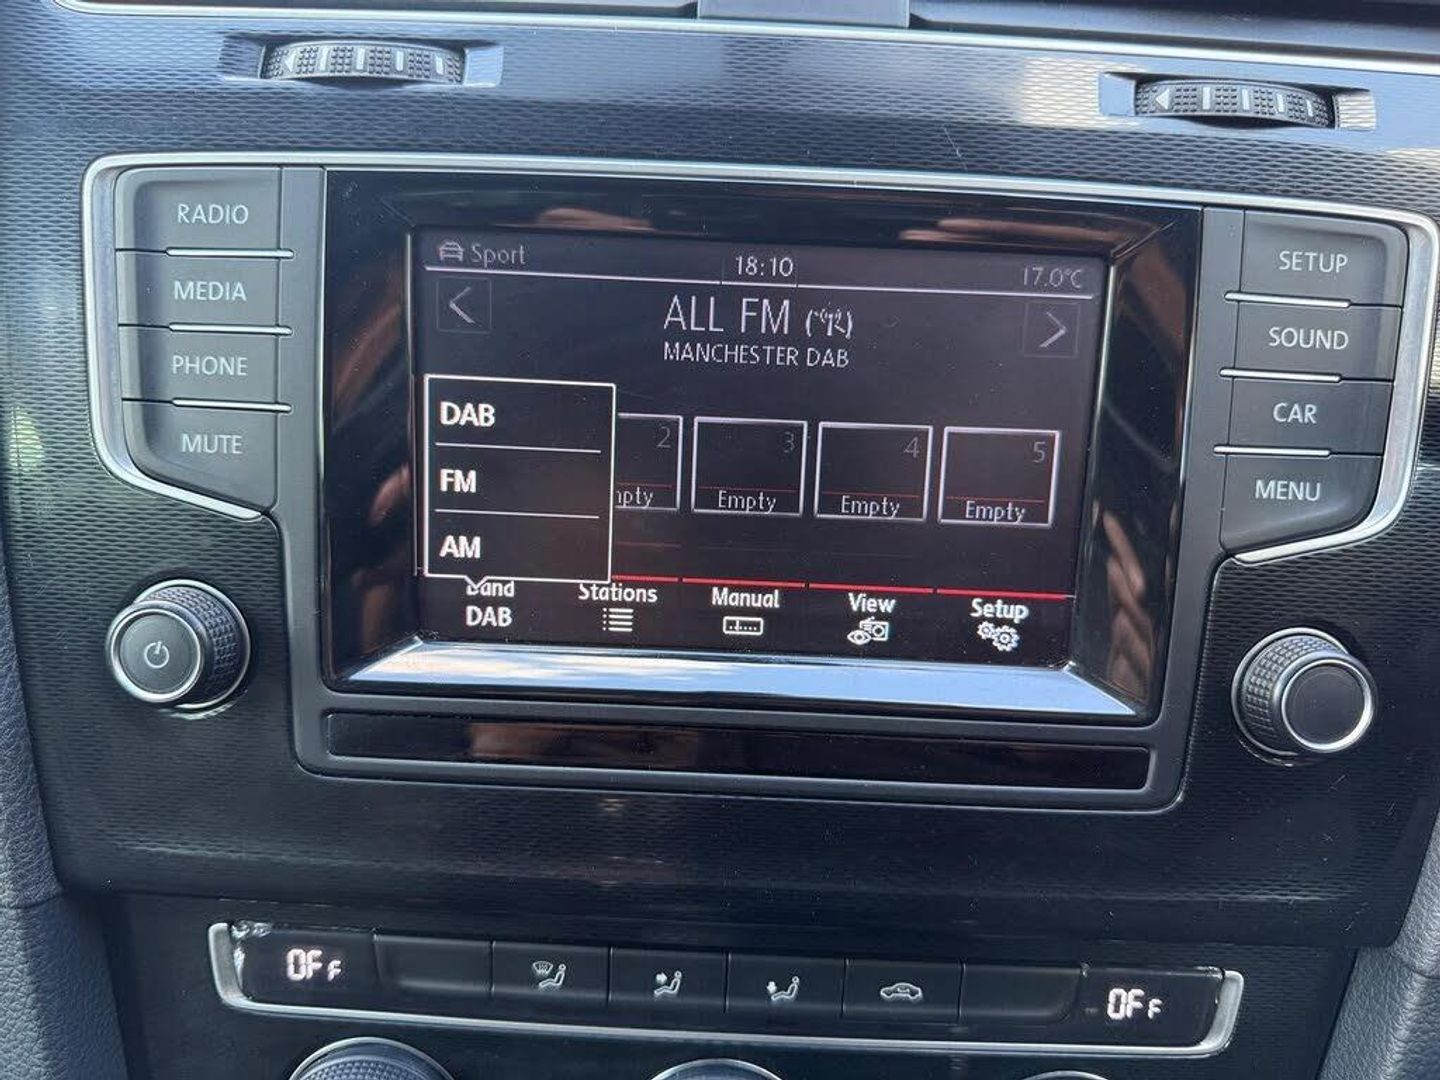 RADIO
MEDIA
PHONE
MUTE
Sport
18:10
17.0°C
ALL FM
MANCHESTER DAB
DAB
FM
AM
2
3
4
5
Empty
Empty
Empty
Band
DAB
Stations
Manual
View
Setup
SETUP
SOUND
CAR
MENU
OFF
OFF